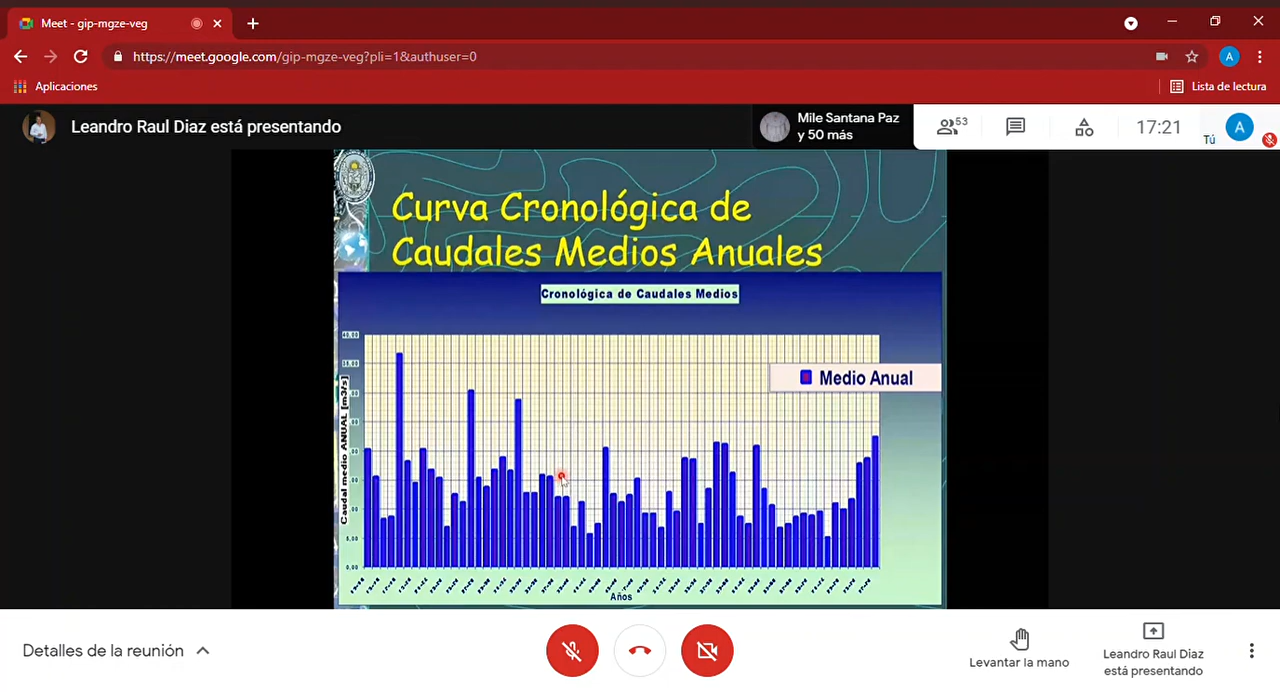 Meet - gip-mgze-veg
https://meet.google.com/gip-mgze-veg?pli=1&authuser=0
A
Aplicaciones
Lista de lectura
Leandro Raul Diaz está presentando
Mile Santana Paz
y 50 más
53
17:21
Tú
A
Curva Cronológica de
Caudales Medios Anuales
Cronológica de Caudales Medios
Medio Anual
Caudal medio ANUAL [m3/s]
Años
Detalles de la reunión
Levantar la mano
Leandro Raul Diaz
está presentando